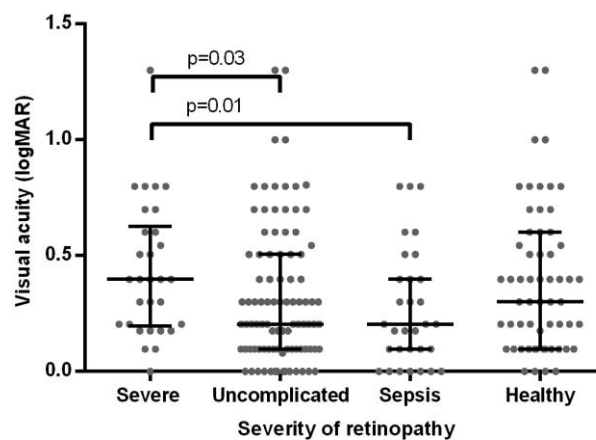 1.5
p=0.03
p=0.01
1.0
0.5
0.0
Visual acuity (logMAR)
Severe Uncomplicated Sepsis Healthy
Severity of retinopathy